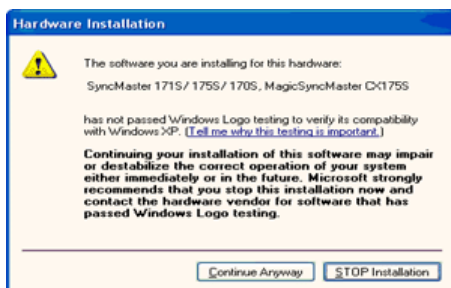 Hardware Installation
The software you are installing for this hardware:
SyncMaster 171S/ 175S/ 170S, MagicSyncMaster CX175S
has not passed Windows Logo testing to verify its compatibility
with Windows XP. (Tell me why this testing is important.)
Continuing your installation of this software may impair
or destabilize the correct operation of your system
either immediately or in the future. Microsoft strongly
recommends that you stop this installation now and
contact the hardware vendor for software that has
passed Windows Logo testing.
Continue Anyway STOP Installation